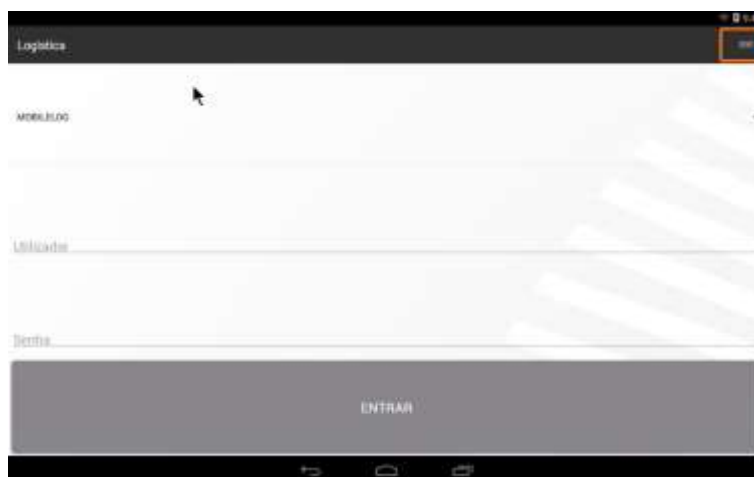 Logística
MOBILELOG
Utilizador
Senha
ENTRAR